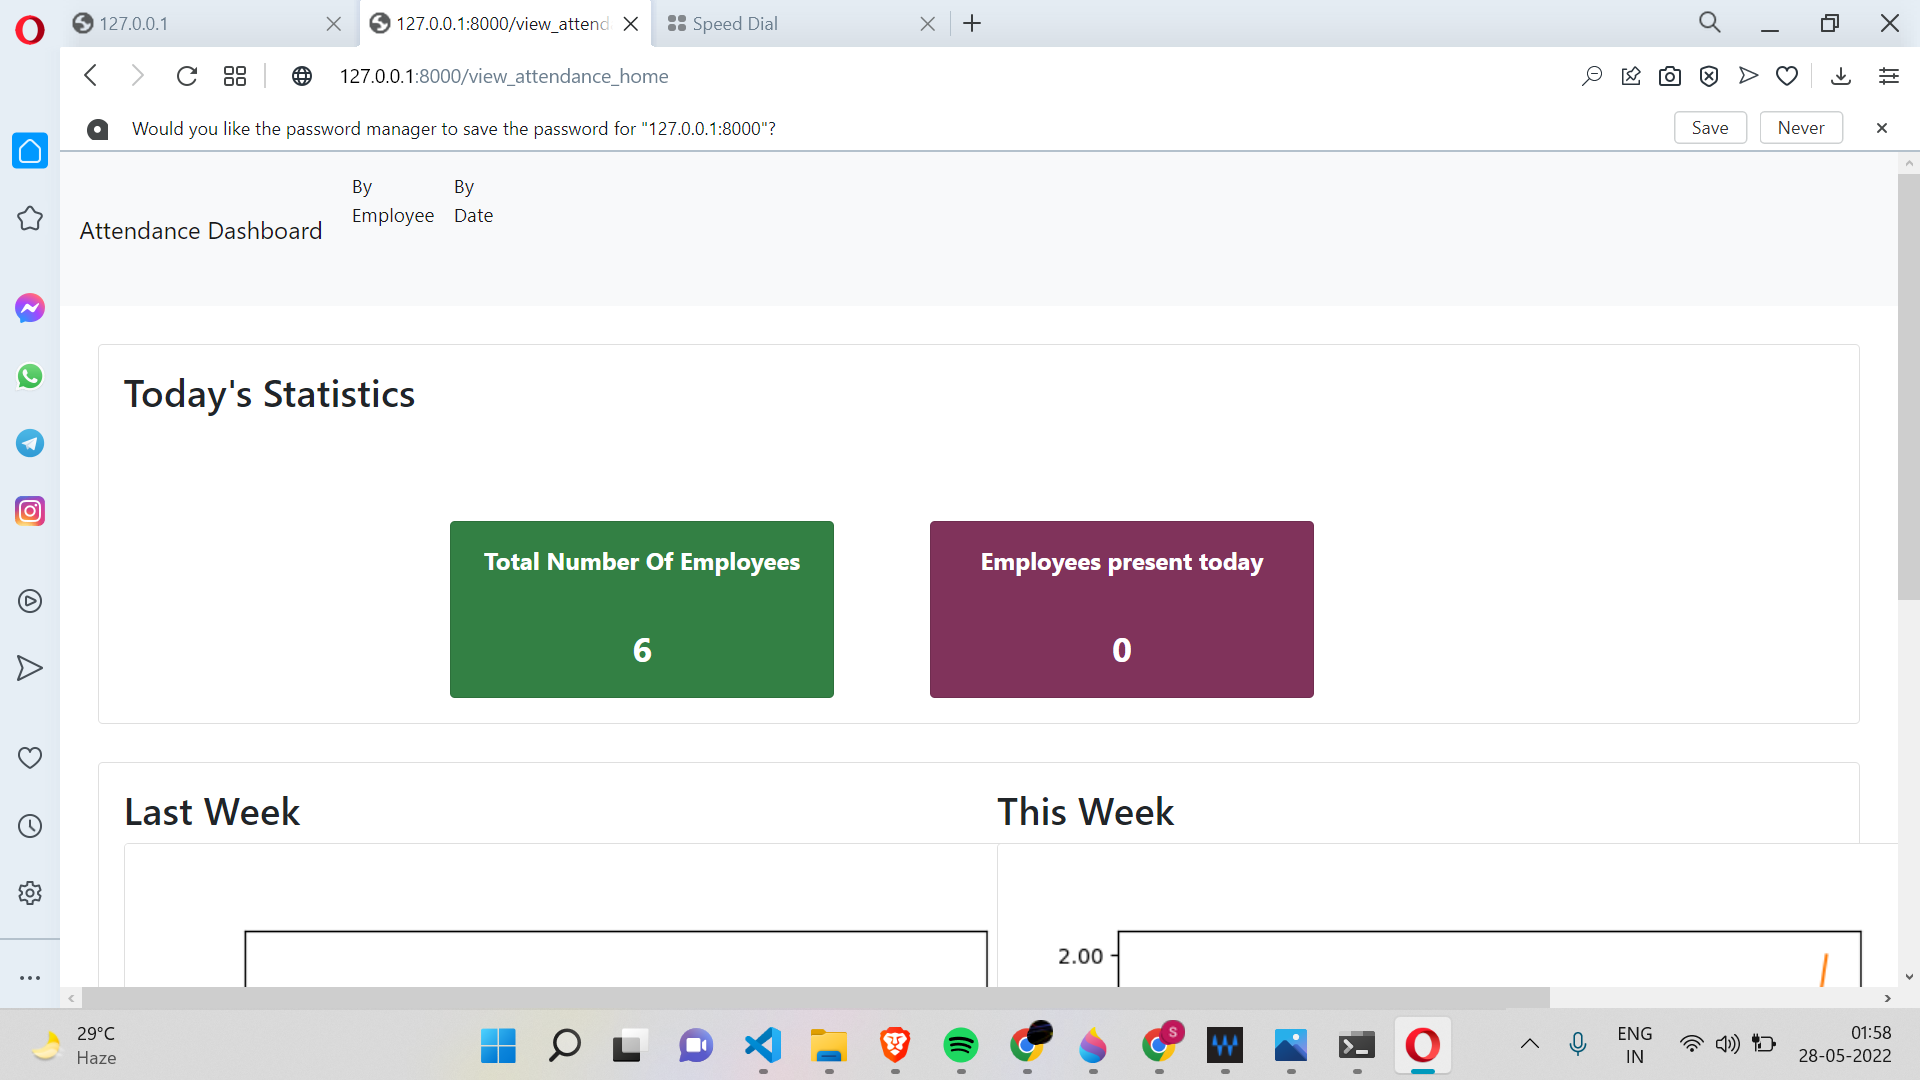 127.0.0.1
127.0.0.1:8000/view_attend
Speed Dial
127.0.0.1:8000/view_attendance_home
Would you like the password manager to save the password for "127.0.0.1:8000"?
Save
Never
Attendance Dashboard
By
Employee
By
Date
Today's Statistics
Total Number Of Employees
6
Employees present today
0
Last Week
This Week
2.00
29°C
Haze
S
ENG
IN
01:58
28-05-2022